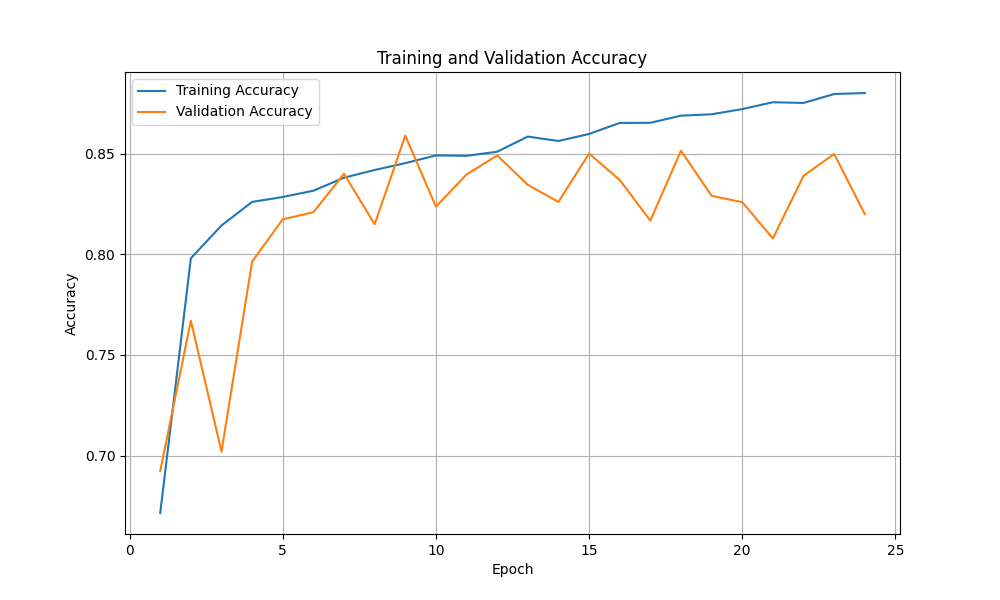 Training and Validation Accuracy
Training Accuracy
Validation Accuracy
0.85
0.80
0.75
0.70
Accuracy
0 5 10 15 20 25
Epoch